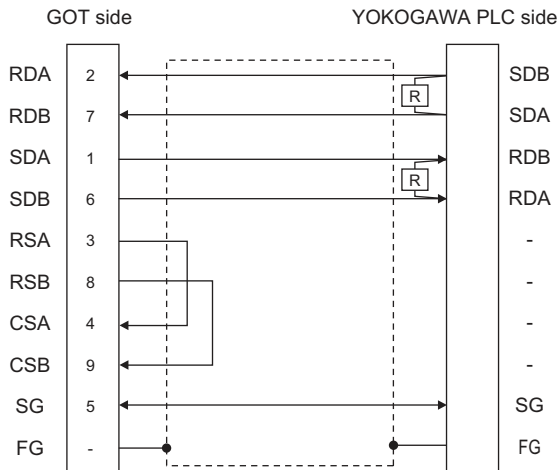 GOT side YOKOGAWA PLC side
RDA 2 SDB
R
RDB 7 SDA
SDA 1 RDB
R
SDB 6 RDA
RSA 3 -
RSB 8 -
CSA 4 -
CSB 9 -
SG 5 SG
FG - FG